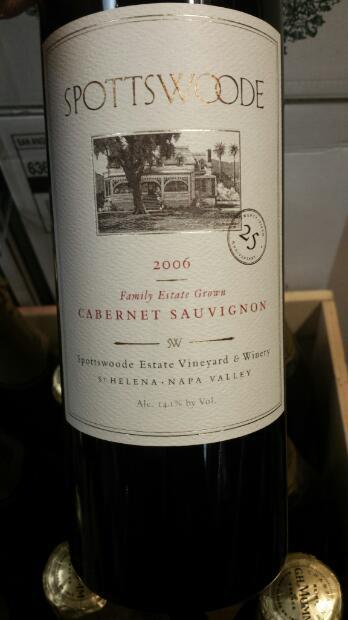 SPOTTSWOODE
25
2006
Family Estate Grown
CABERNET SAUVIGNON
SW
Spottswoode Estate Vineyard & Winery
ST HELENA · NAPA VALLEY
Alc. 14.1% by Vol.